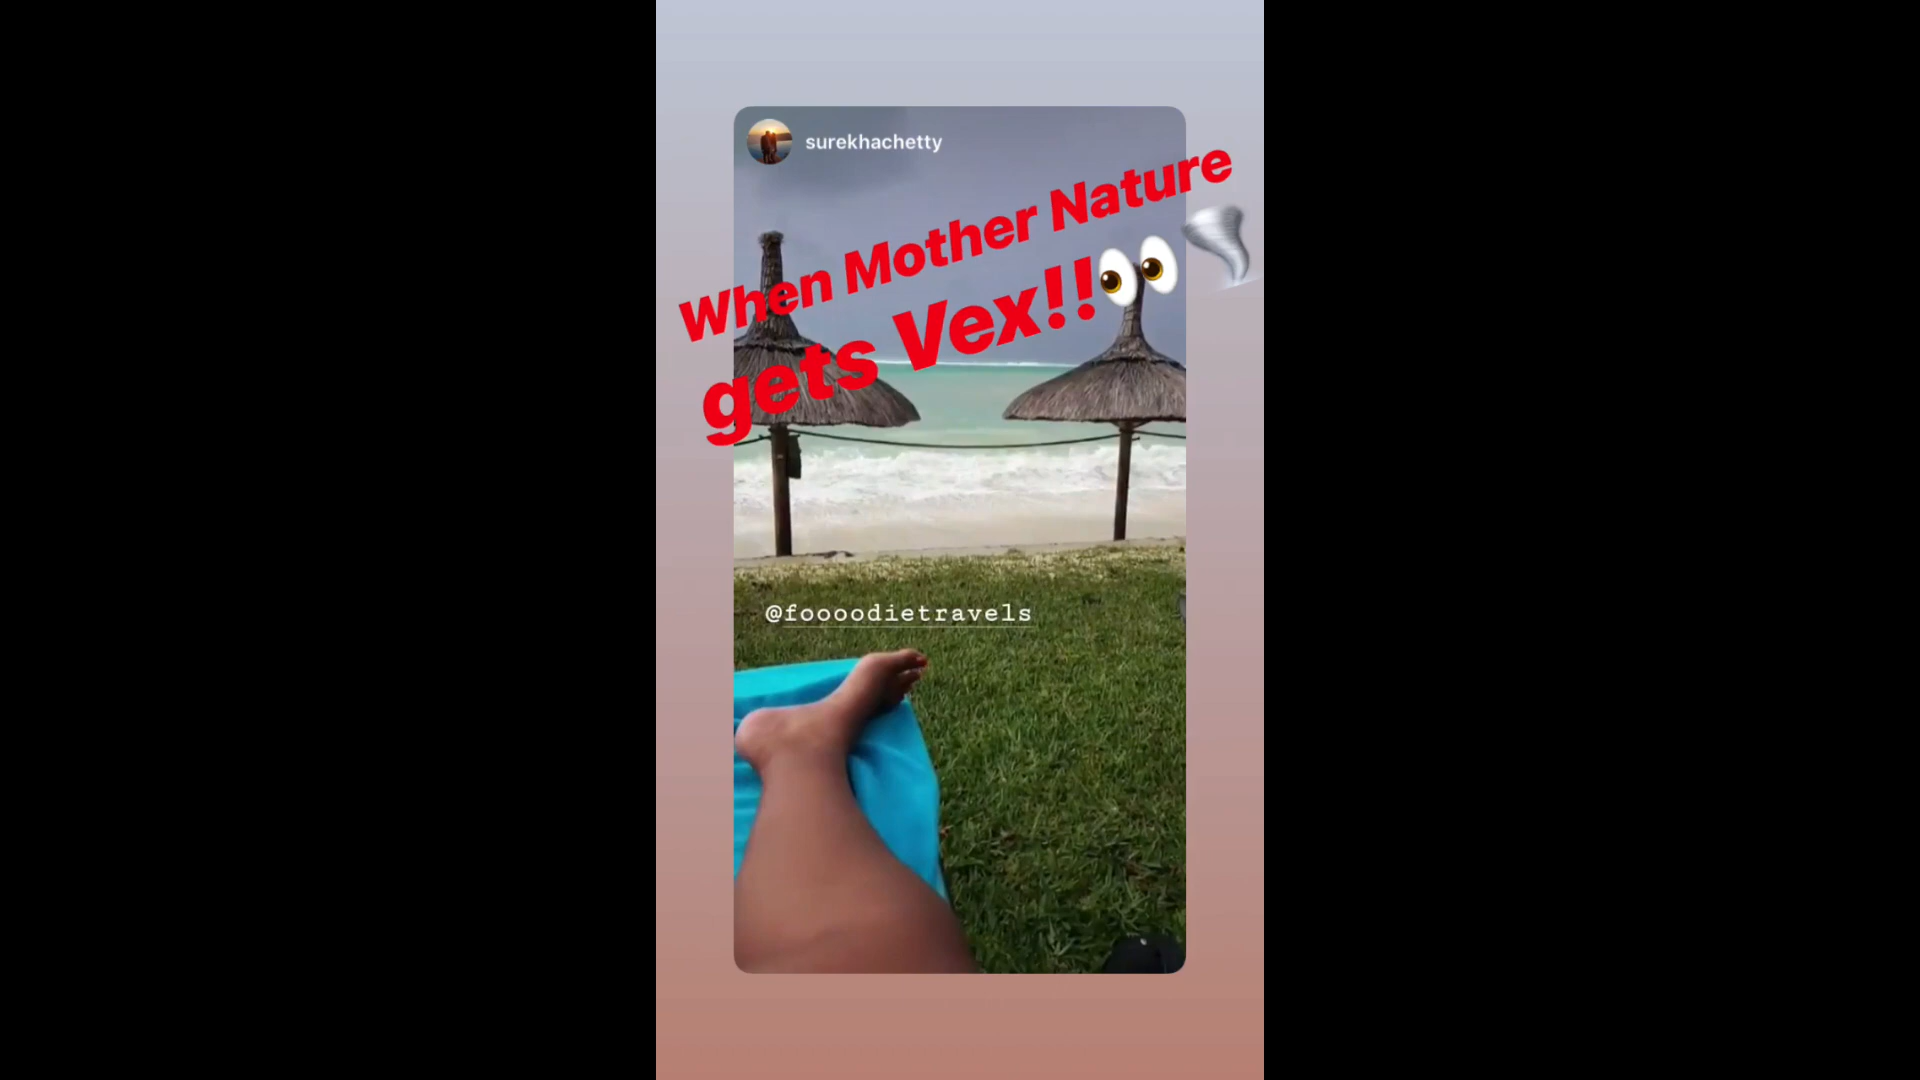 surekhachetty
When Mother Nature
gets Vex!!👀🌪️
@foooodietravels